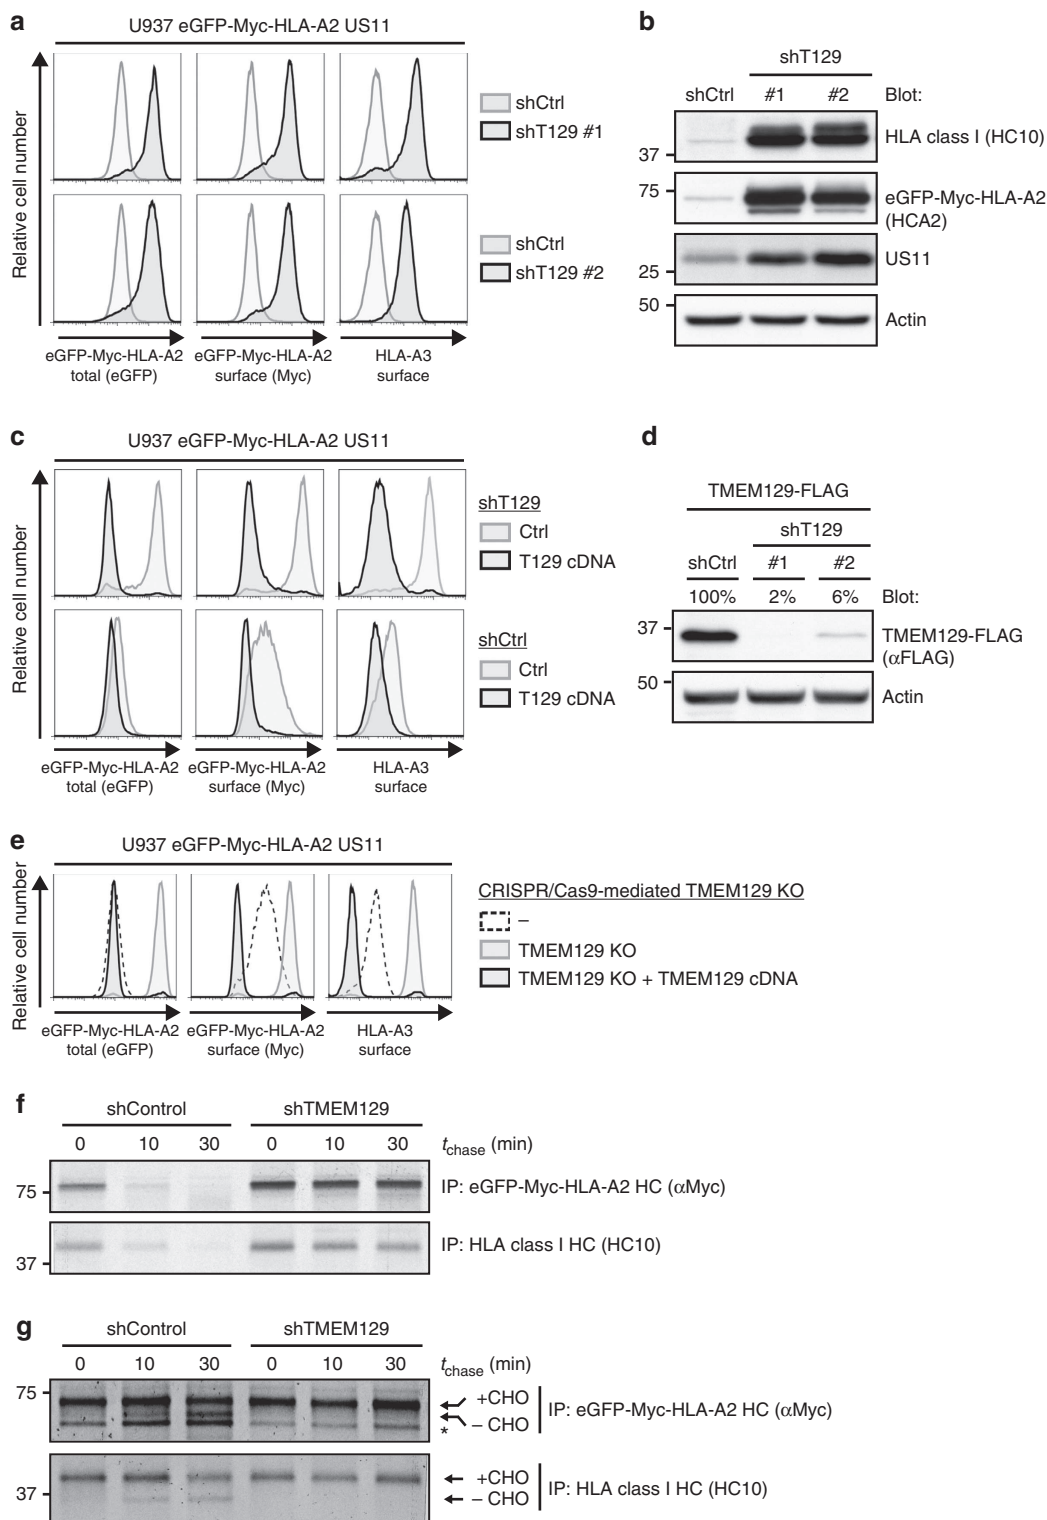 a
U937 eGFP-Myc-HLA-A2 US11
Relative cell number
shCtrl
shT129 #1
shCtrl
shT129 #2
eGFP-Myc-HLA-A2 total (eGFP)
eGFP-Myc-HLA-A2 surface (Myc)
HLA-A3 surface
b
shT129
shCtrl #1 #2 Blot:
HLA class I (HC10)
37
75
eGFP-Myc-HLA-A2
(HCA2)
US11
25
50
Actin
c
U937 eGFP-Myc-HLA-A2 US11
Relative cell number
shT129
Ctrl
T129 cDNA
shCtrl
Ctrl
T129 cDNA
eGFP-Myc-HLA-A2 total (eGFP)
eGFP-Myc-HLA-A2 surface (Myc)
HLA-A3 surface
d
TMEM129-FLAG
shT129
shCtrl #1 #2
100% 2% 6% Blot:
37
TMEM129-FLAG
(αFLAG)
50
Actin
e
U937 eGFP-Myc-HLA-A2 US11
Relative cell number
CRISPR/Cas9-mediated TMEM129 KO
–
TMEM129 KO
TMEM129 KO + TMEM129 cDNA
eGFP-Myc-HLA-A2 total (eGFP)
eGFP-Myc-HLA-A2 surface (Myc)
HLA-A3 surface
f
shControl shTMEM129
0 10 30 0 10 30 tchase (min)
75
IP: eGFP-Myc-HLA-A2 HC (αMyc)
IP: HLA class I HC (HC10)
37
g
shControl shTMEM129
0 10 30 0 10 30 tchase (min)
75
+CHO
– CHO
*
IP: eGFP-Myc-HLA-A2 HC (αMyc)
+CHO
37
– CHO
IP: HLA class I HC (HC10)